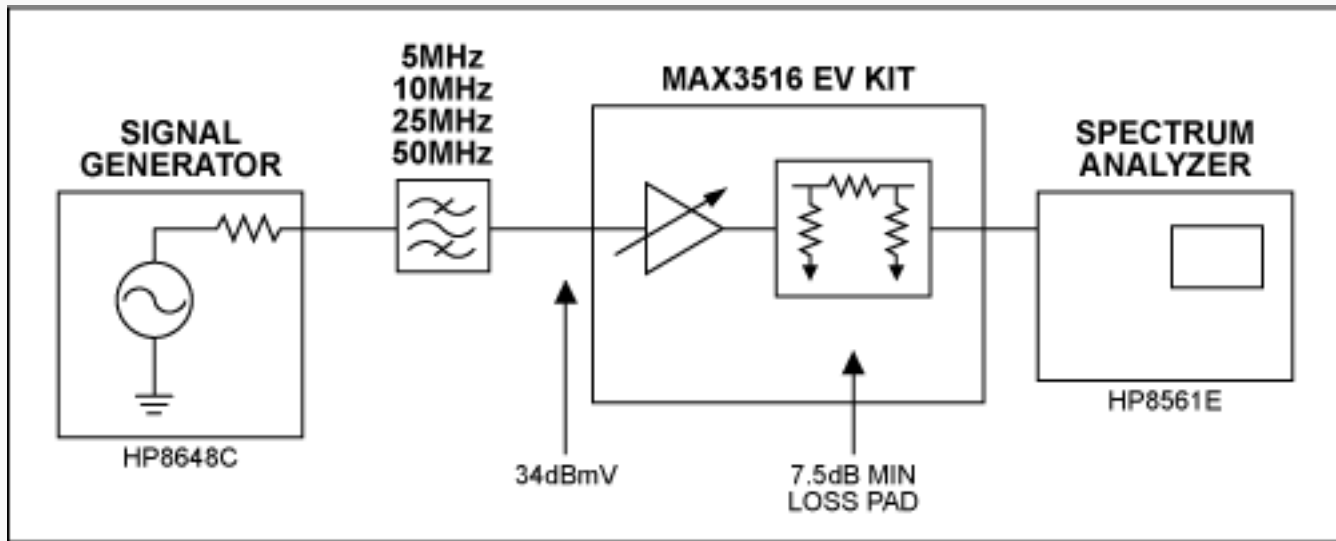 5MHz
10MHz
25MHz
50MHz
SIGNAL
GENERATOR
MAX3516 EV KIT
SPECTRUM
ANALYZER
HP8648C
34dBmV
7.5dB MIN
LOSS PAD
HP8561E